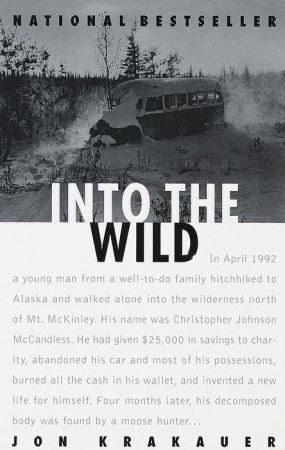 NATIONAL BESTSELLER
INTO THE
WILD
In April 1992
a young man from a well-to-do family hitchhiked to
Alaska and walked alone into the wilderness north
of Mt. McKinley. His name was Christopher Johnson
McCandless. He had given $25,000 in savings to char-
ity, abandoned his car and most of his possessions,
burned all the cash in his wallet, and invented a new
life for himself. Four months later, his decomposed
body was found by a moose hunter...
JON KRAKAUER